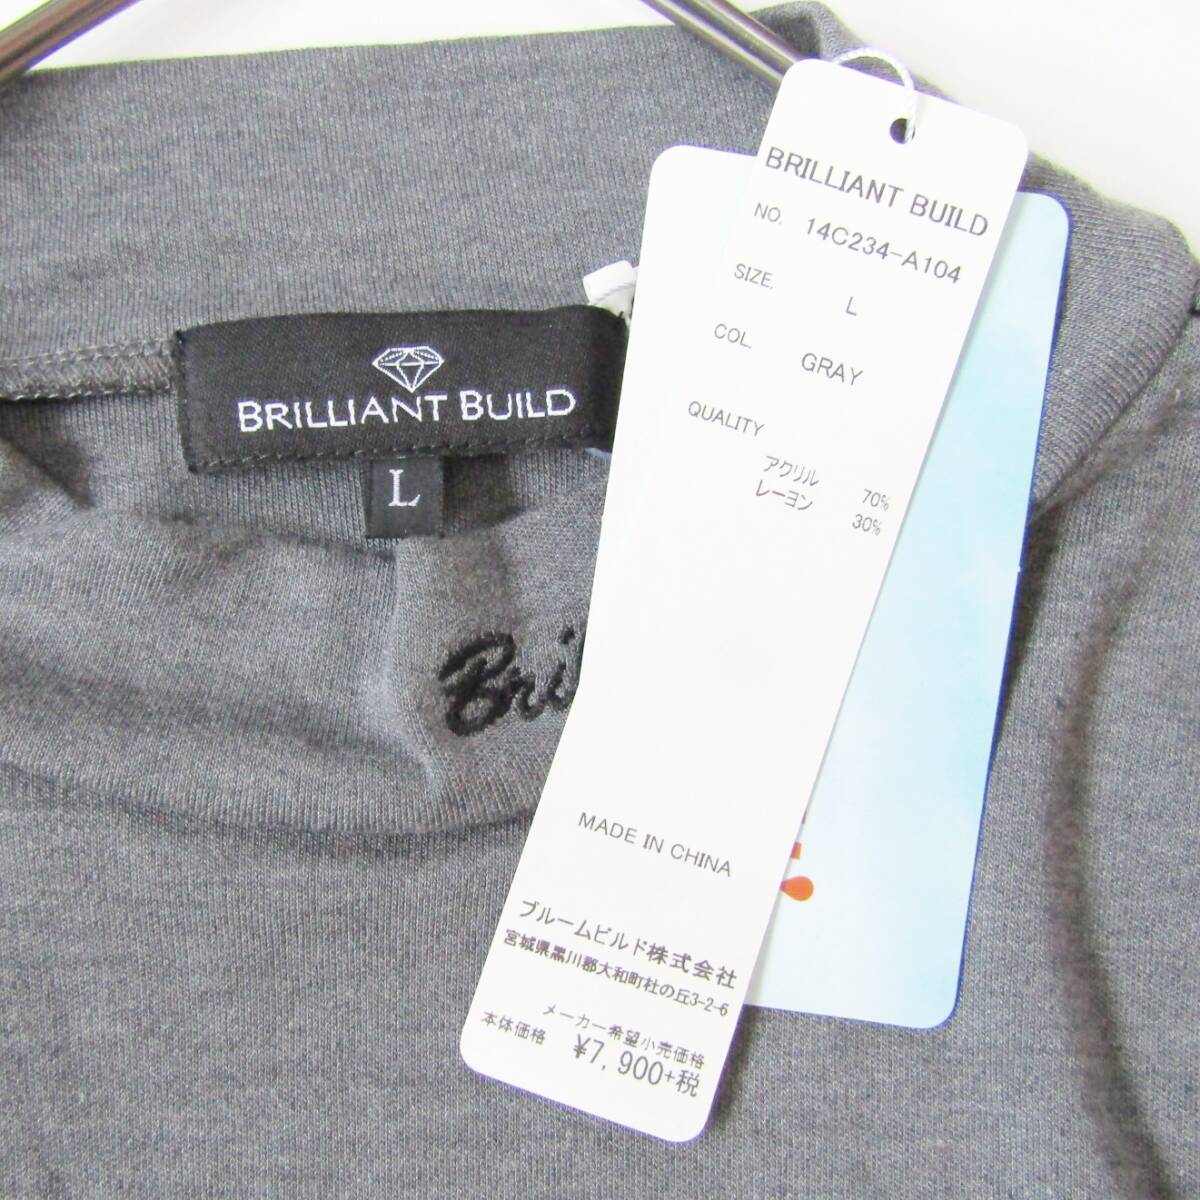 BRILLIANT BUILD
L
Bri
BRILLIANT BUILD
NO. 14C234-A104
SIZE. L
COL. GRAY
QUALITY
アクリル 70%
レーヨン 30%
MADE IN CHINA
ブルームビルド株式会社
宮城県黒川郡大和町杜の丘3-2-6
メーカー希望小売価格
本体価格 ¥7,900+税